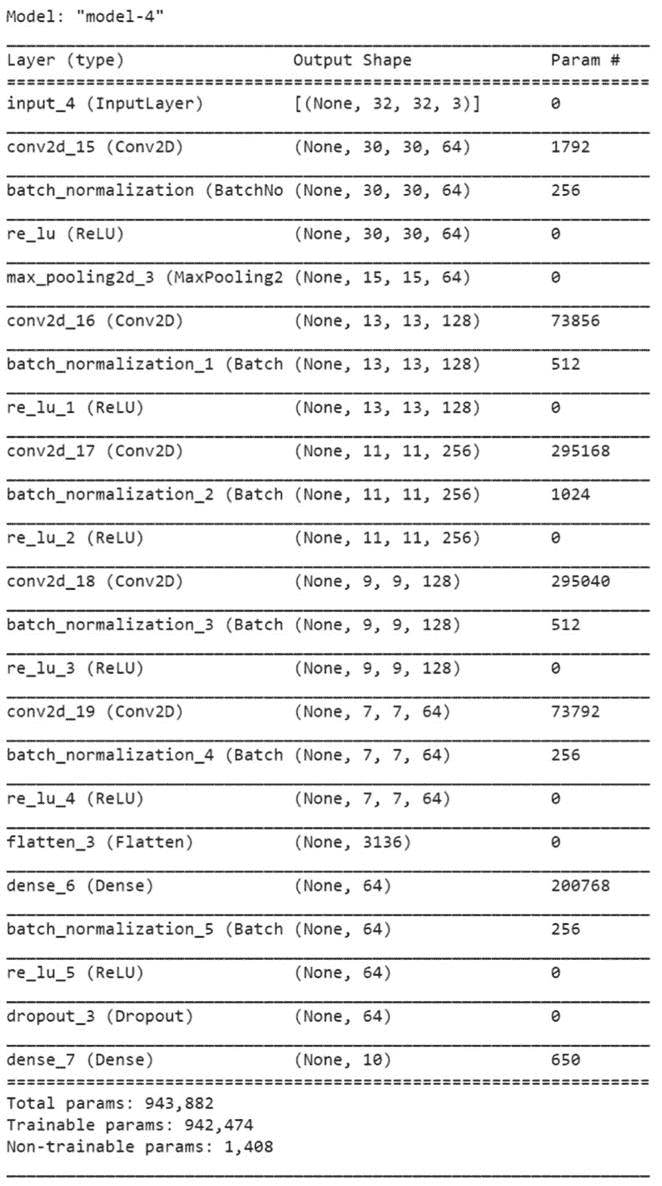 Model: "model-4"
Layer (type) Output Shape Param #
input_4 (InputLayer) [(None, 32, 32, 3)] 0
conv2d_15 (Conv2D) (None, 30, 30, 64) 1792
batch_normalization (BatchNo (None, 30, 30, 64) 256
re_lu (ReLU) (None, 30, 30, 64) 0
max_pooling2d_3 (MaxPooling2 (None, 15, 15, 64) 0
conv2d_16 (Conv2D) (None, 13, 13, 128) 73856
batch_normalization_1 (Batch (None, 13, 13, 128) 512
re_lu_1 (ReLU) (None, 13, 13, 128) 0
conv2d_17 (Conv2D) (None, 11, 11, 256) 295168
batch_normalization_2 (Batch (None, 11, 11, 256) 1024
re_lu_2 (ReLU) (None, 11, 11, 256) 0
conv2d_18 (Conv2D) (None, 9, 9, 128) 295040
batch_normalization_3 (Batch (None, 9, 9, 128) 512
re_lu_3 (ReLU) (None, 9, 9, 128) 0
conv2d_19 (Conv2D) (None, 7, 7, 64) 73792
batch_normalization_4 (Batch (None, 7, 7, 64) 256
re_lu_4 (ReLU) (None, 7, 7, 64) 0
flatten_3 (Flatten) (None, 3136) 0
dense_6 (Dense) (None, 64) 200768
batch_normalization_5 (Batch (None, 64) 256
re_lu_5 (ReLU) (None, 64) 0
dropout_3 (Dropout) (None, 64) 0
dense_7 (Dense) (None, 10) 650
Total params: 943,882
Trainable params: 942,474
Non-trainable params: 1,408